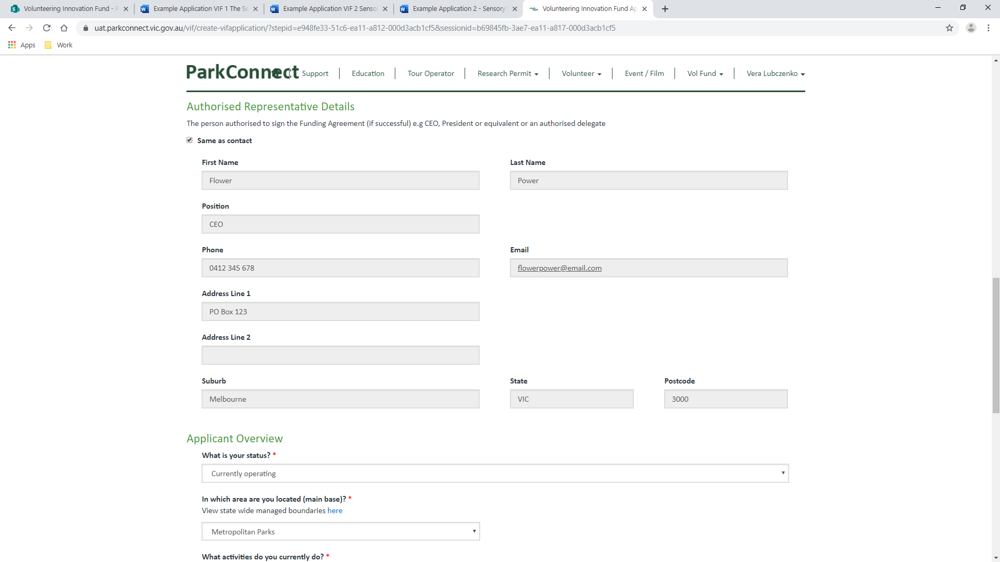 Volunteering Innovation Fund - P
Example Application VIF 1 The Se
Example Application VIF 2 Senso
Example Application 2 - Sensory
Volunteering Innovation Fund Ap
uat.parkconnect.vic.gov.au/vif/create-vifapplication/?stepid=e948fe33-51c6-ea11-a812-000d3acb1cf5&sessionid=b69845fb-3ae7-ea11-a817-000d3acb1cf5
Apps Work
ParkConnect Support Education Tour Operator Research Permit Volunteer Event / Film Vol Fund Vera Lubczenko
Authorised Representative Details
The person authorised to sign the Funding Agreement (if successful) e.g CEO, President or equivalent or an authorised delegate
Same as contact
First Name Last Name
Flower Power
Position
CEO
Phone Email
0412 345 678 flowerpower@email.com
Address Line 1
PO Box 123
Address Line 2
Suburb State Postcode
Melbourne VIC 3000
Applicant Overview
What is your status? *
Currently operating
In which area are you located (main base)? *
View state wide managed boundaries here
Metropolitan Parks
What activities do you currently do? *